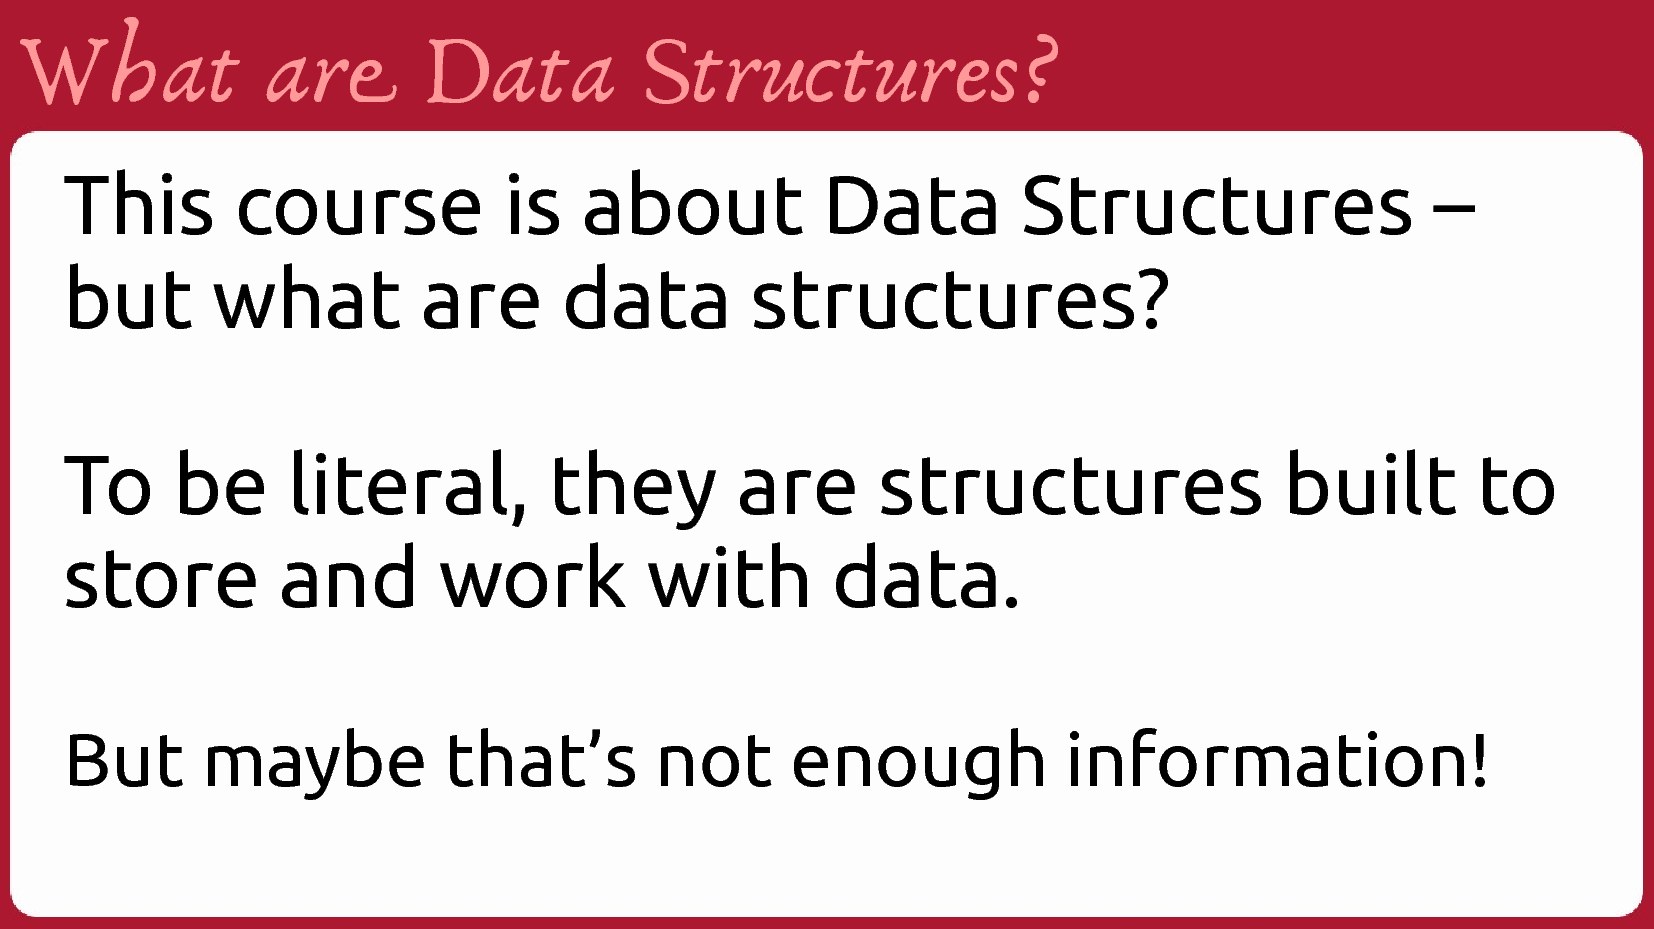 What are Data Structures?
This course is about Data Structures –
but what are data structures?
To be literal, they are structures built to
store and work with data.
But maybe that’s not enough information!